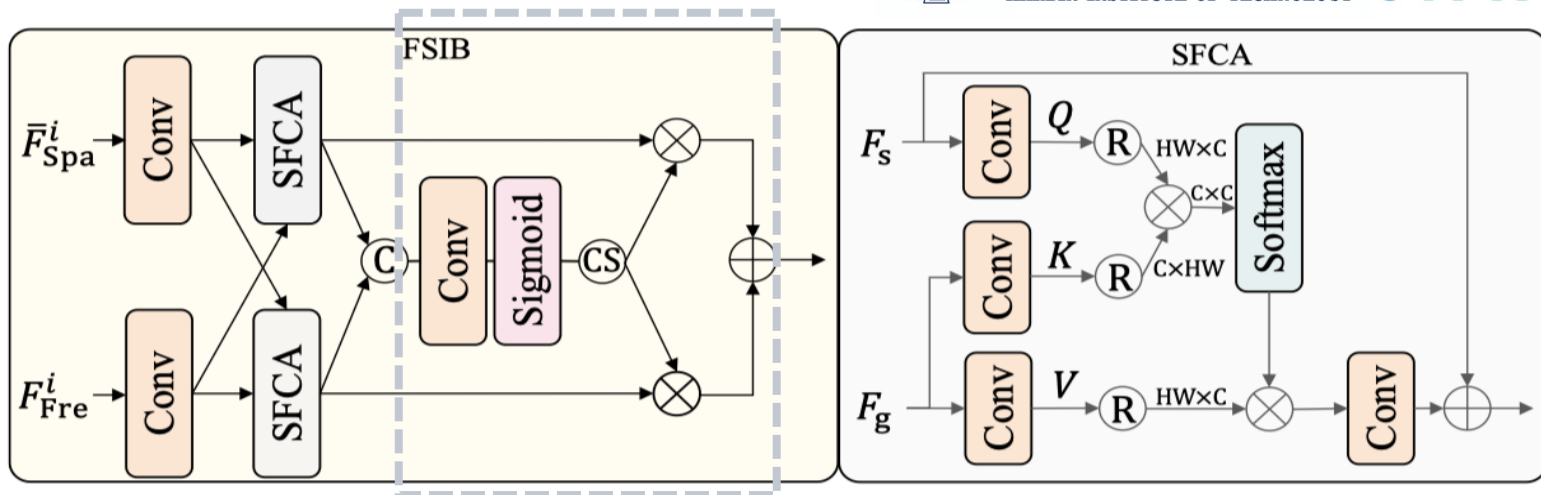 FSIB
F̄ⁱ_Spa
Conv
SFCA
C
Conv
Sigmoid
CS
Fⁱ_Fre
Conv
SFCA
SFCA
F_s
Conv
Q
R
HW×C
C×C
Softmax
Conv
K
R
C×HW
F_g
Conv
V
R
HW×C
Conv